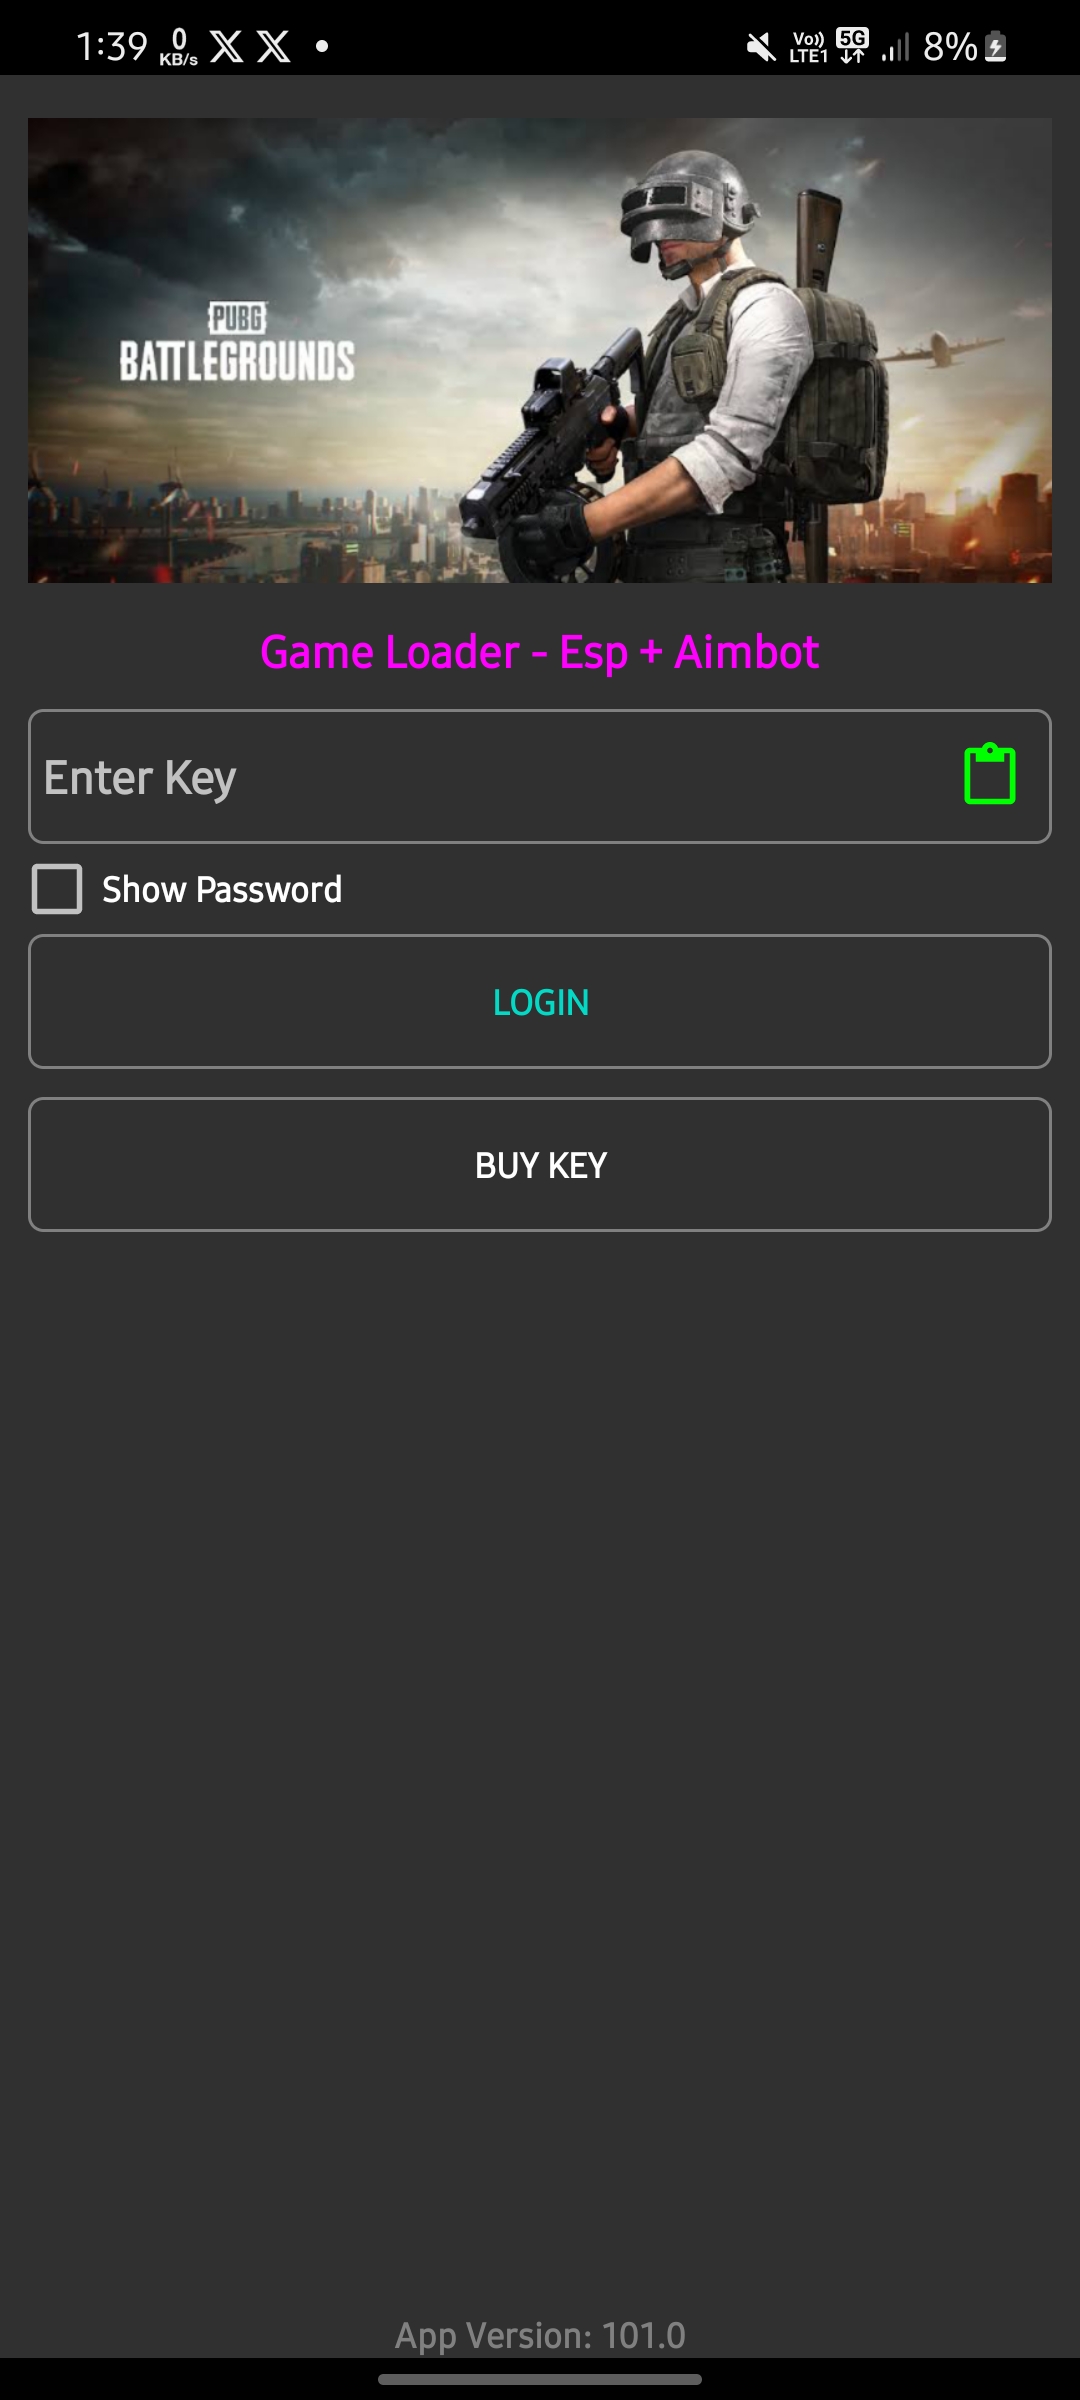 1:39 0 KB/s Vo)) LTE1 5G 8%
PUBG
BATTLEGROUNDS
Game Loader - Esp + Aimbot
Enter Key
Show Password
LOGIN
BUY KEY
App Version: 101.0